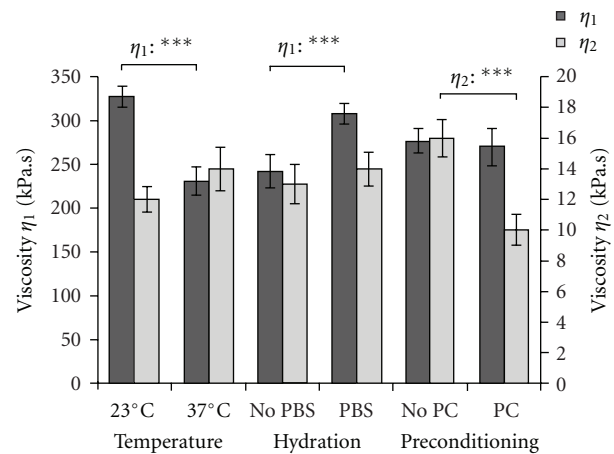 η1
η2
η1: ***
η1: ***
η2: ***
350
300
250
200
150
100
50
0
Viscosity η1 (kPa.s)
20
18
16
14
12
10
8
6
4
2
0
Viscosity η2 (kPa.s)
23°C 37°C No PBS PBS No PC PC
Temperature Hydration Preconditioning